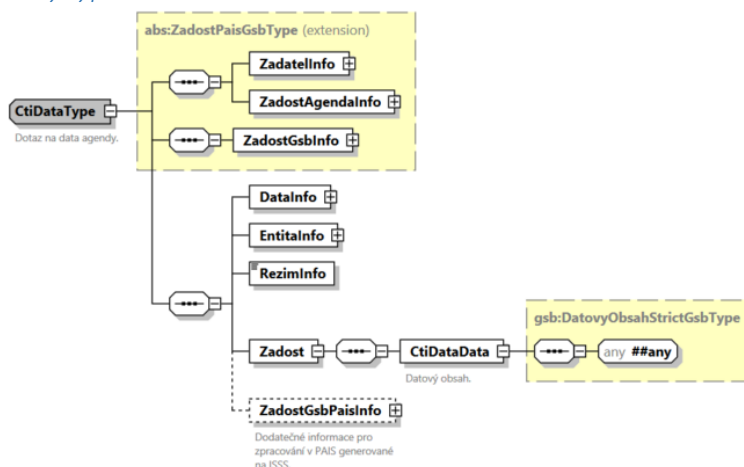 abs:ZadostPaisGsbType (extension)
ZadatelInfo
ZadostAgendaInfo
CtiDataType
Dotaz na data agendy.
ZadostGsbInfo
DataInfo
EntitaInfo
RezimInfo
gsb:DatovyObsahStrictGsbType
Zadost
CtiDataData
any ##any
Datový obsah.
ZadostGsbPaisInfo
Dodatečné informace pro
zpracování v PAIS generované
na ISSS.